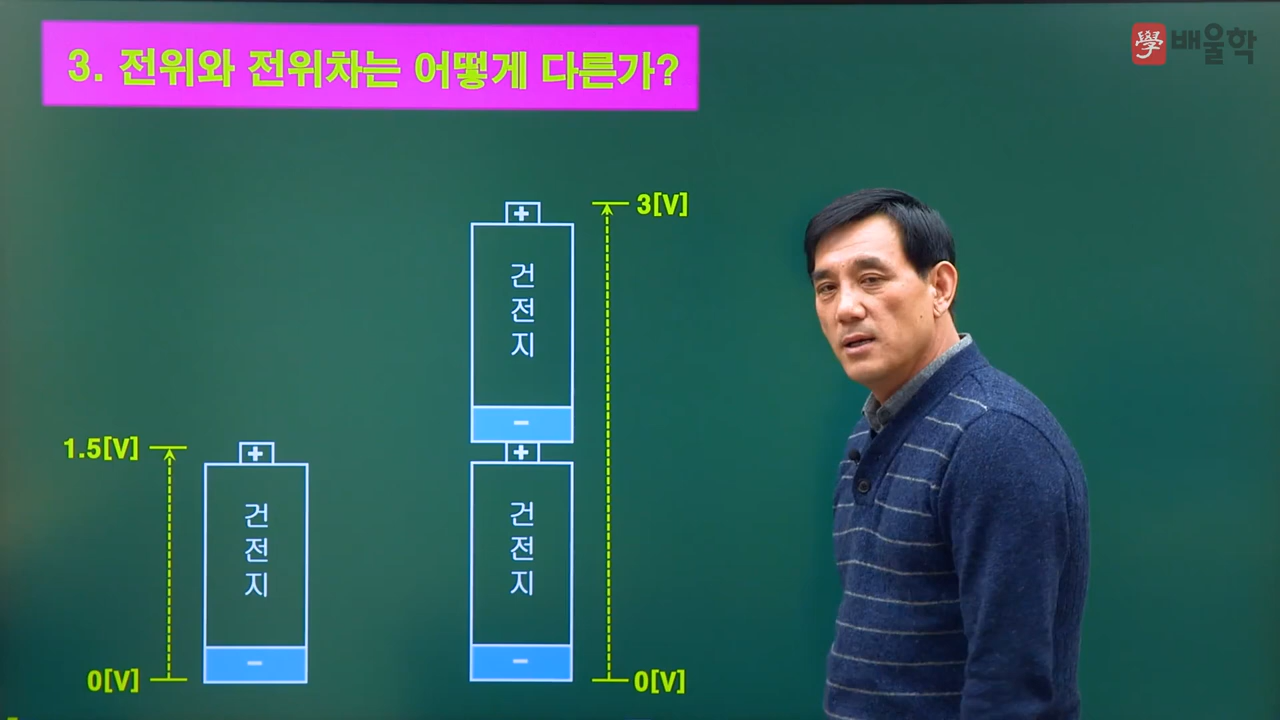 3. 전위와 전위차는 어떻게 다른가?
學 배울학
3[V]
+
건
전
지
-
1.5[V]
+
건
전
지
-
0[V]
+
건
전
지
-
0[V]